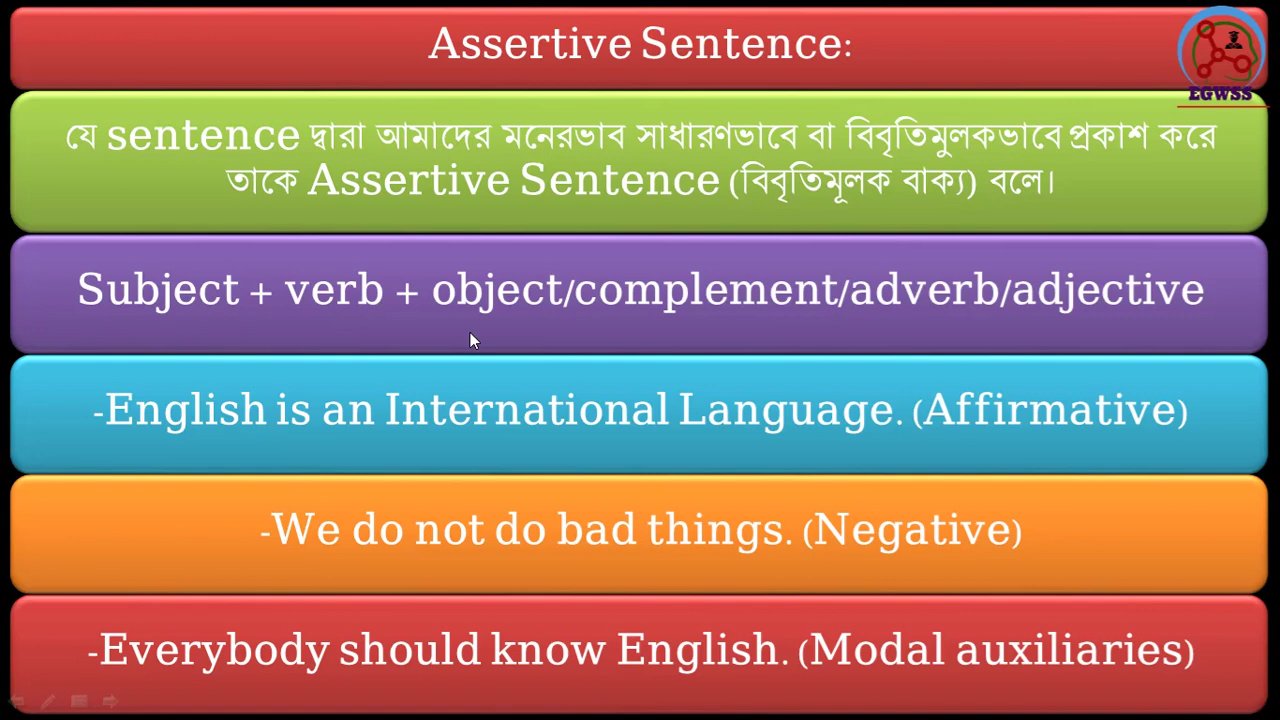 Assertive Sentence:
EGWSS
যে sentence দ্বারা আমাদের মনেরভাব সাধারণভাবে বা বিবৃতিমুলকভাবে প্রকাশ করে
তাকে Assertive Sentence (বিবৃতিমূলক বাক্য) বলে।
Subject + verb + object/complement/adverb/adjective
-English is an International Language. (Affirmative)
-We do not do bad things. (Negative)
-Everybody should know English. (Modal auxiliaries)